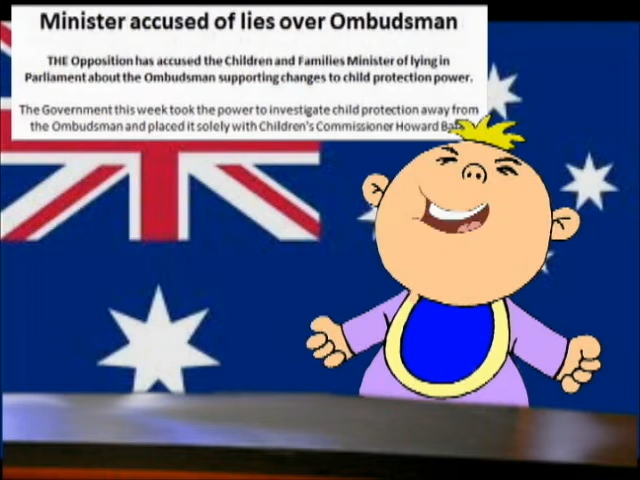 Minister accused of lies over Ombudsman
THE Opposition has accused the Children and Families Minister of lying in
Parliament about the Ombudsman supporting changes to child protection power.
The Government this week took the power to investigate child protection away from
the Ombudsman and placed it solely with Children's Commissioner Howard